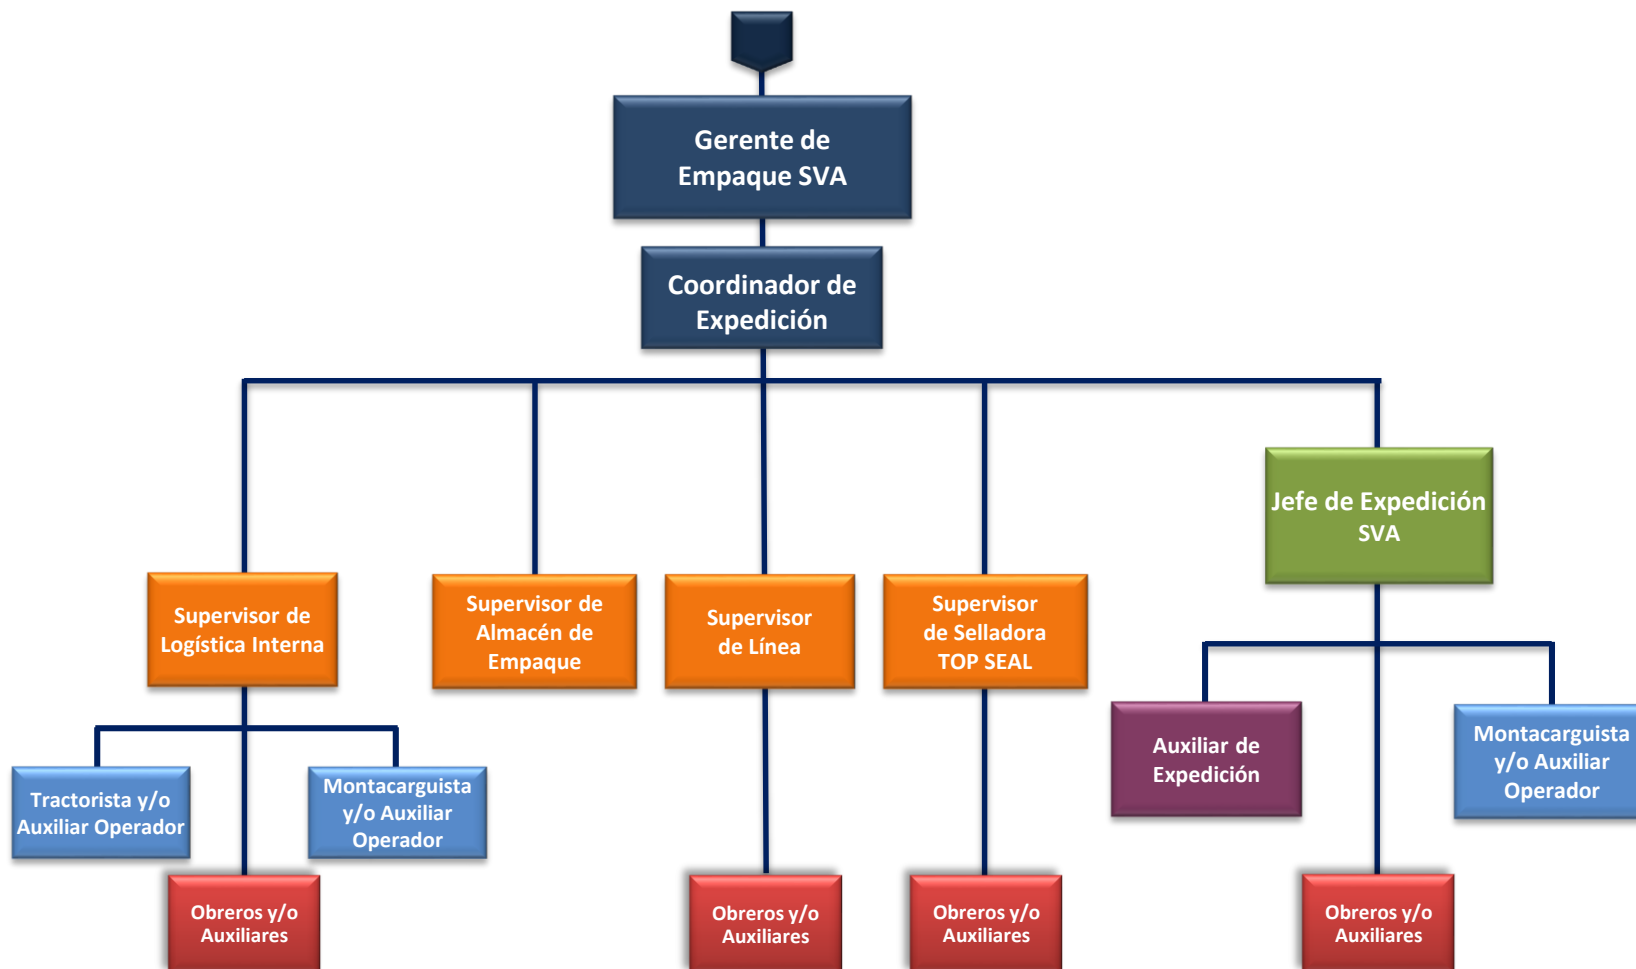 Gerente de
Empaque SVA
Coordinador de
Expedición
Jefe de Expedición
SVA
Supervisor de
Logística Interna
Supervisor de
Almacén de
Empaque
Supervisor
de Línea
Supervisor
de Selladora
TOP SEAL
Auxiliar de
Expedición
Montacarguista
y/o Auxiliar
Operador
Tractorista y/o
Auxiliar Operador
Montacarguista
y/o Auxiliar
Operador
Obreros y/o
Auxiliares
Obreros y/o
Auxiliares
Obreros y/o
Auxiliares
Obreros y/o
Auxiliares